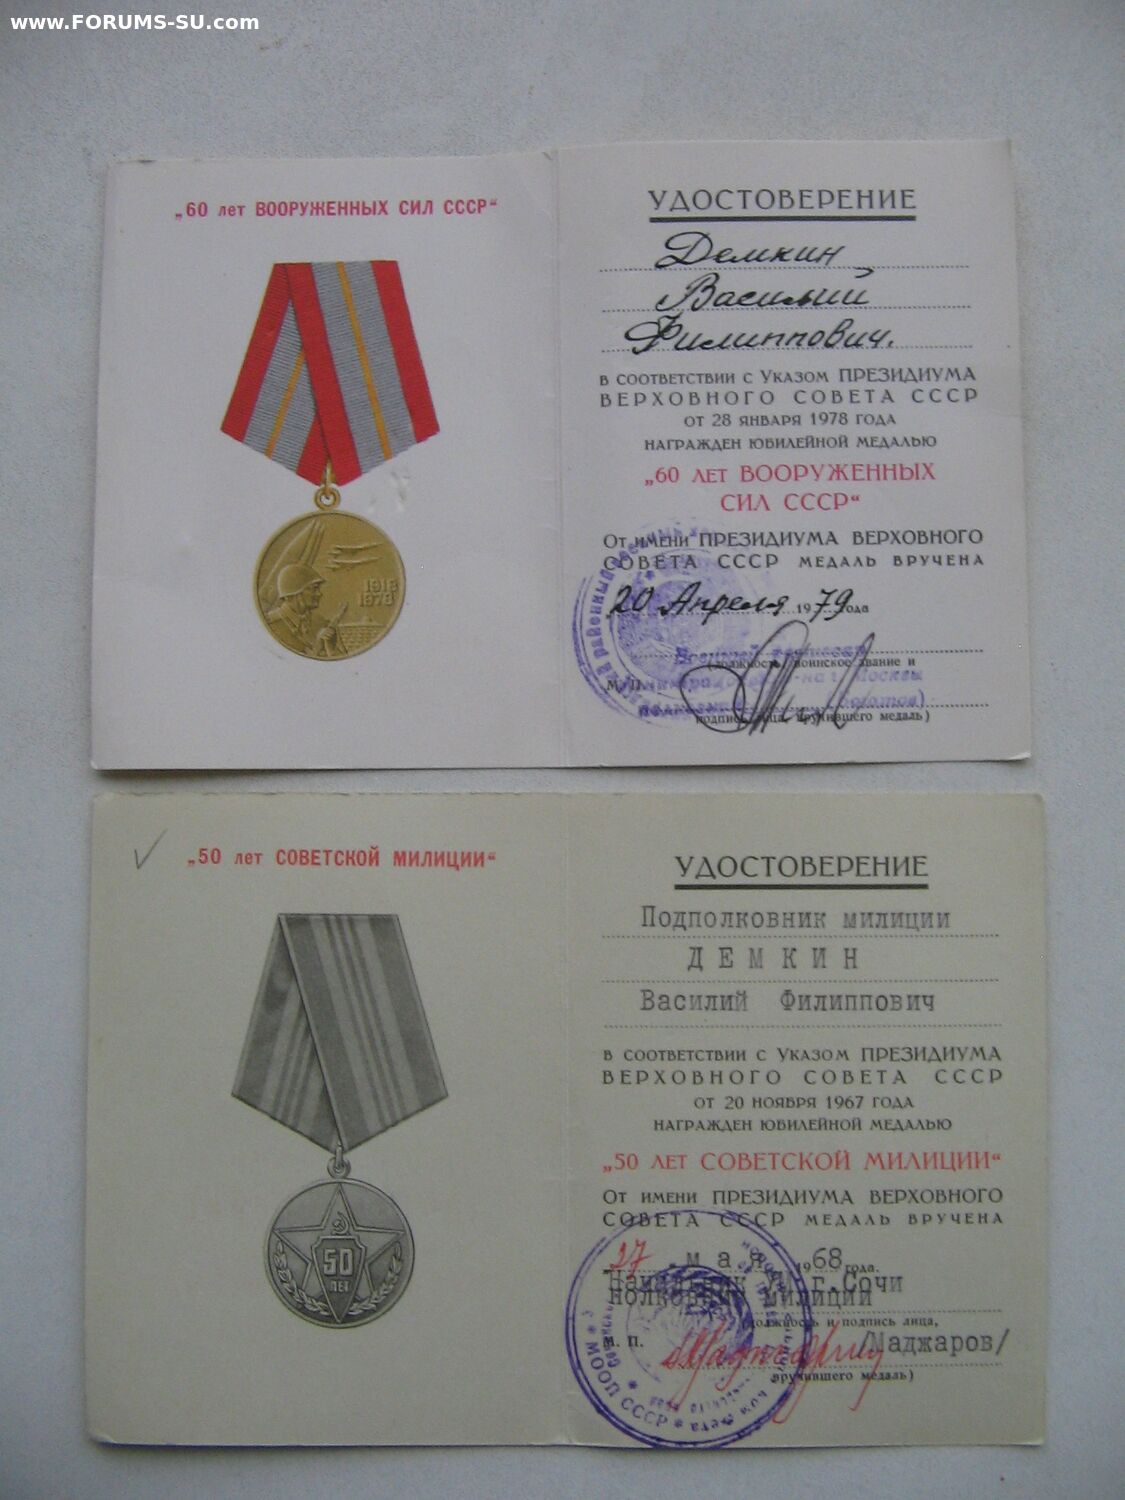 www.FORUMS-SU.com
„60 лет ВООРУЖЕННЫХ СИЛ СССР“
1918
1978
УДОСТОВЕРЕНИЕ
Демкин
Василий
Филиппович.
в соответствии с Указом ПРЕЗИДИУМА
ВЕРХОВНОГО СОВЕТА СССР
от 28 января 1978 года
награжден юбилейной медалью
„60 лет ВООРУЖЕННЫХ
СИЛ СССР“
От имени ПРЕЗИДИУМА ВЕРХОВНОГО
СОВЕТА СССР медаль вручена
20 Апреля 1979 года
(должность, воинское звание и
М. П.
подпись лица, вручившего медаль)
„50 лет СОВЕТСКОЙ МИЛИЦИИ“
50
ЛЕТ
УДОСТОВЕРЕНИЕ
Подполковник милиции
ДЕМКИН
Василий Филиппович
в соответствии с Указом ПРЕЗИДИУМА
ВЕРХОВНОГО СОВЕТА СССР
от 20 ноября 1967 года
награжден юбилейной медалью
„50 лет СОВЕТСКОЙ МИЛИЦИИ“
От имени ПРЕЗИДИУМА ВЕРХОВНОГО
СОВЕТА СССР медаль вручена
27 мая 1968 года.
Начальник г.Сочи
полковник милиции
(должность и подпись лица,
М. П.
/Маджаров/
вручившего медаль)
МООП СССР